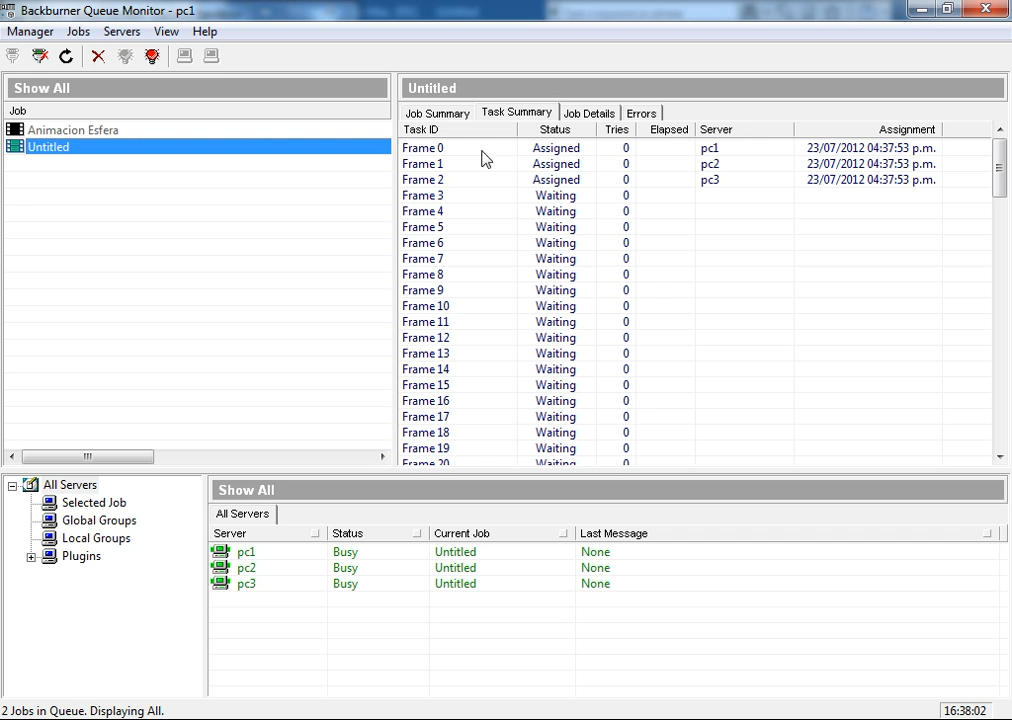 Backburner Queue Monitor - pc1
Manager Jobs Servers View Help
Show All
Job
Animacion Esfera
Untitled
Untitled
Job Summary Task Summary Job Details Errors
Task ID Status Tries Elapsed Server Assignment
Frame 0 Assigned 0 pc1 23/07/2012 04:37:53 p.m.
Frame 1 Assigned 0 pc2 23/07/2012 04:37:53 p.m.
Frame 2 Assigned 0 pc3 23/07/2012 04:37:53 p.m.
Frame 3 Waiting 0
Frame 4 Waiting 0
Frame 5 Waiting 0
Frame 6 Waiting 0
Frame 7 Waiting 0
Frame 8 Waiting 0
Frame 9 Waiting 0
Frame 10 Waiting 0
Frame 11 Waiting 0
Frame 12 Waiting 0
Frame 13 Waiting 0
Frame 14 Waiting 0
Frame 15 Waiting 0
Frame 16 Waiting 0
Frame 17 Waiting 0
Frame 18 Waiting 0
Frame 19 Waiting 0
Frame 20 Waiting 0
All Servers
Selected Job
Global Groups
Local Groups
Plugins
Show All
All Servers
Server Status Current Job Last Message
pc1 Busy Untitled None
pc2 Busy Untitled None
pc3 Busy Untitled None
2 Jobs in Queue. Displaying All.
16:38:02